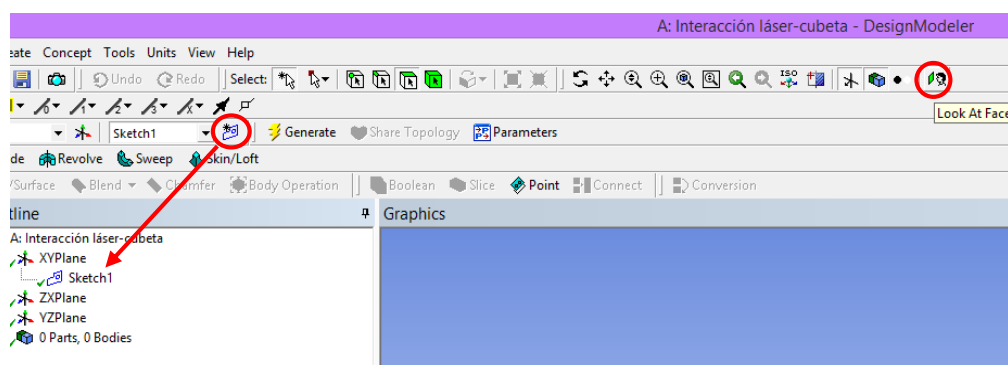 A: Interacción láser-cubeta - DesignModeler
eate Concept Tools Units View Help
Undo Redo Select: ISO
Look At Face
Sketch1 Generate Share Topology Parameters
de Revolve Sweep Skin/Loft
/Surface Blend Chamfer Body Operation Boolean Slice Point Connect Conversion
tline Graphics
A: Interacción láser-cubeta
XYPlane
Sketch1
ZXPlane
YZPlane
0 Parts, 0 Bodies